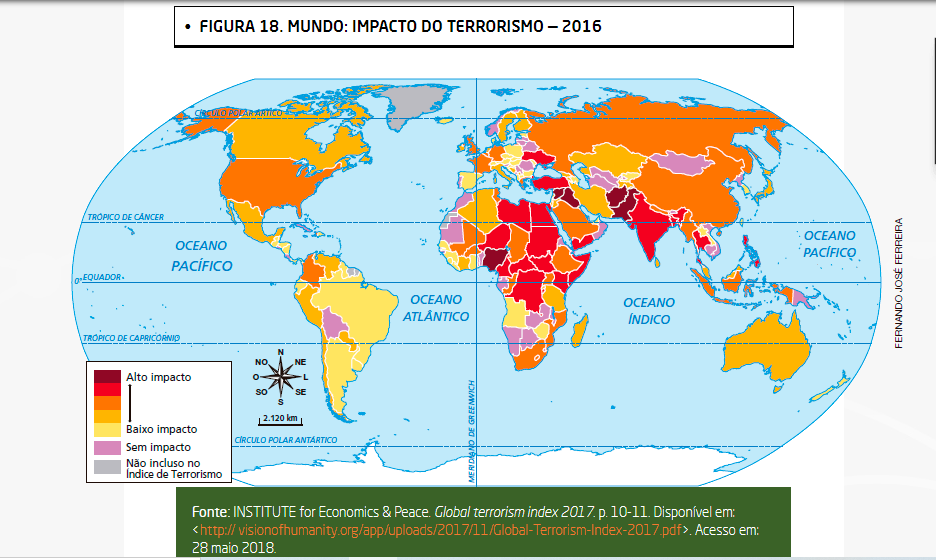 • FIGURA 18. MUNDO: IMPACTO DO TERRORISMO – 2016
CÍRCULO POLAR ÁRTICO
TRÓPICO DE CÂNCER
OCEANO
PACÍFICO
OCEANO
PACÍFICO
0° EQUADOR
OCEANO
ATLÂNTICO
OCEANO
ÍNDICO
TRÓPICO DE CAPRICÓRNIO
MERIDIANO DE GREENWICH
CÍRCULO POLAR ANTÁRTICO
FERNANDO JOSÉ FERREIRA
N
NO NE
O L
SO SE
S
2.120 km
Alto impacto
Baixo impacto
Sem impacto
Não incluso no
Índice de Terrorismo
Fonte: INSTITUTE for Economics & Peace. Global terrorism index 2017. p. 10-11. Disponível em:
<http:// visionofhumanity.org/app/uploads/2017/11/Global-Terrorism-Index-2017.pdf>. Acesso em:
28 maio 2018.